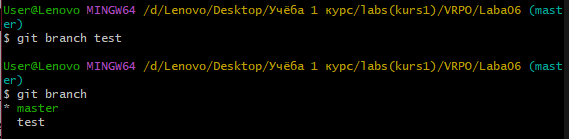 User@Lenovo MINGW64 /d/Lenovo/Desktop/Учёба 1 курс/labs(kurs1)/VRPO/Laba06 (mast
er)
$ git branch test
User@Lenovo MINGW64 /d/Lenovo/Desktop/Учёба 1 курс/labs(kurs1)/VRPO/Laba06 (mast
er)
$ git branch
* master
test